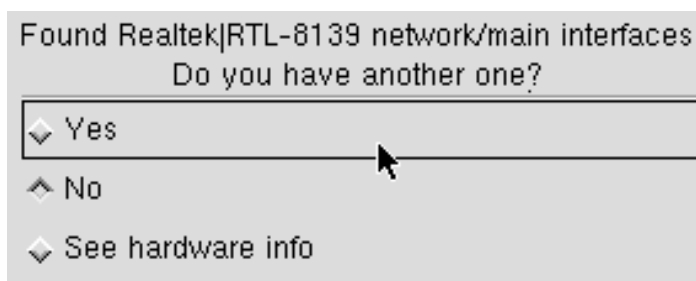 Found Realtek|RTL-8139 network/main interfaces
Do you have another one?
Yes
No
See hardware info